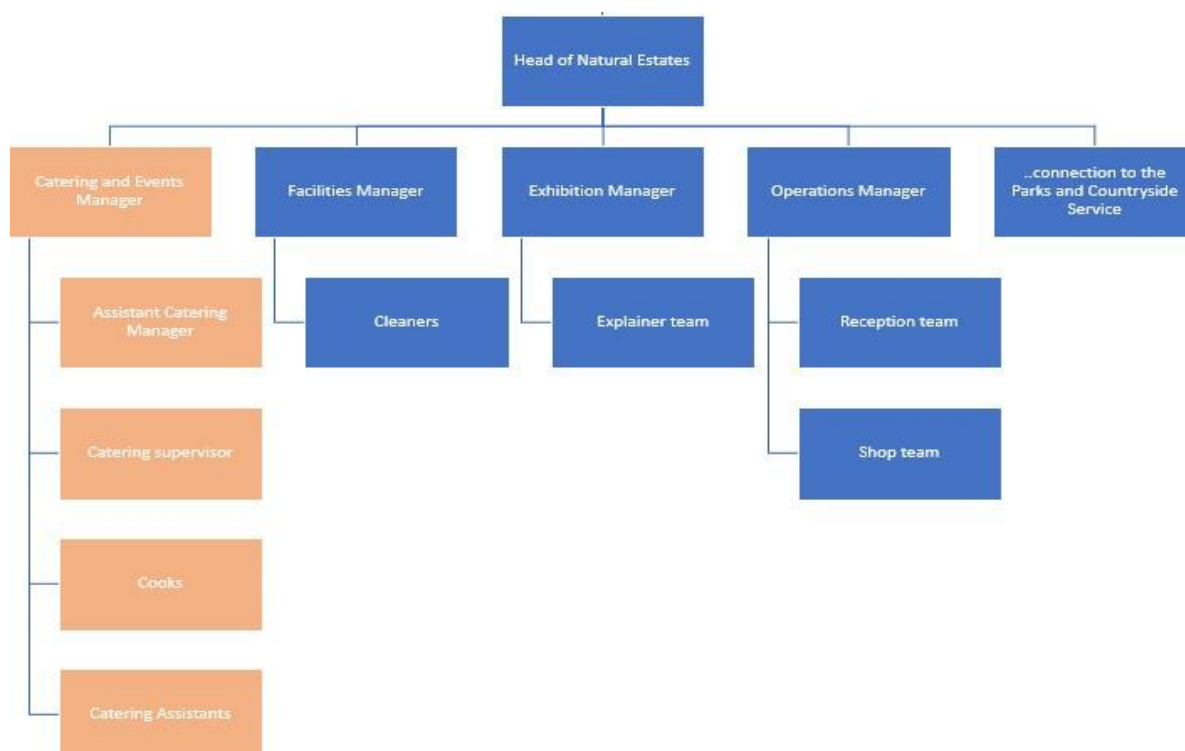 Head of Natural Estates
Catering and Events
Manager
Facilities Manager
Exhibition Manager
Operations Manager
..connection to the
Parks and Countryside
Service
Assistant Catering
Manager
Cleaners
Explainer team
Reception team
Catering supervisor
Shop team
Cooks
Catering Assistants